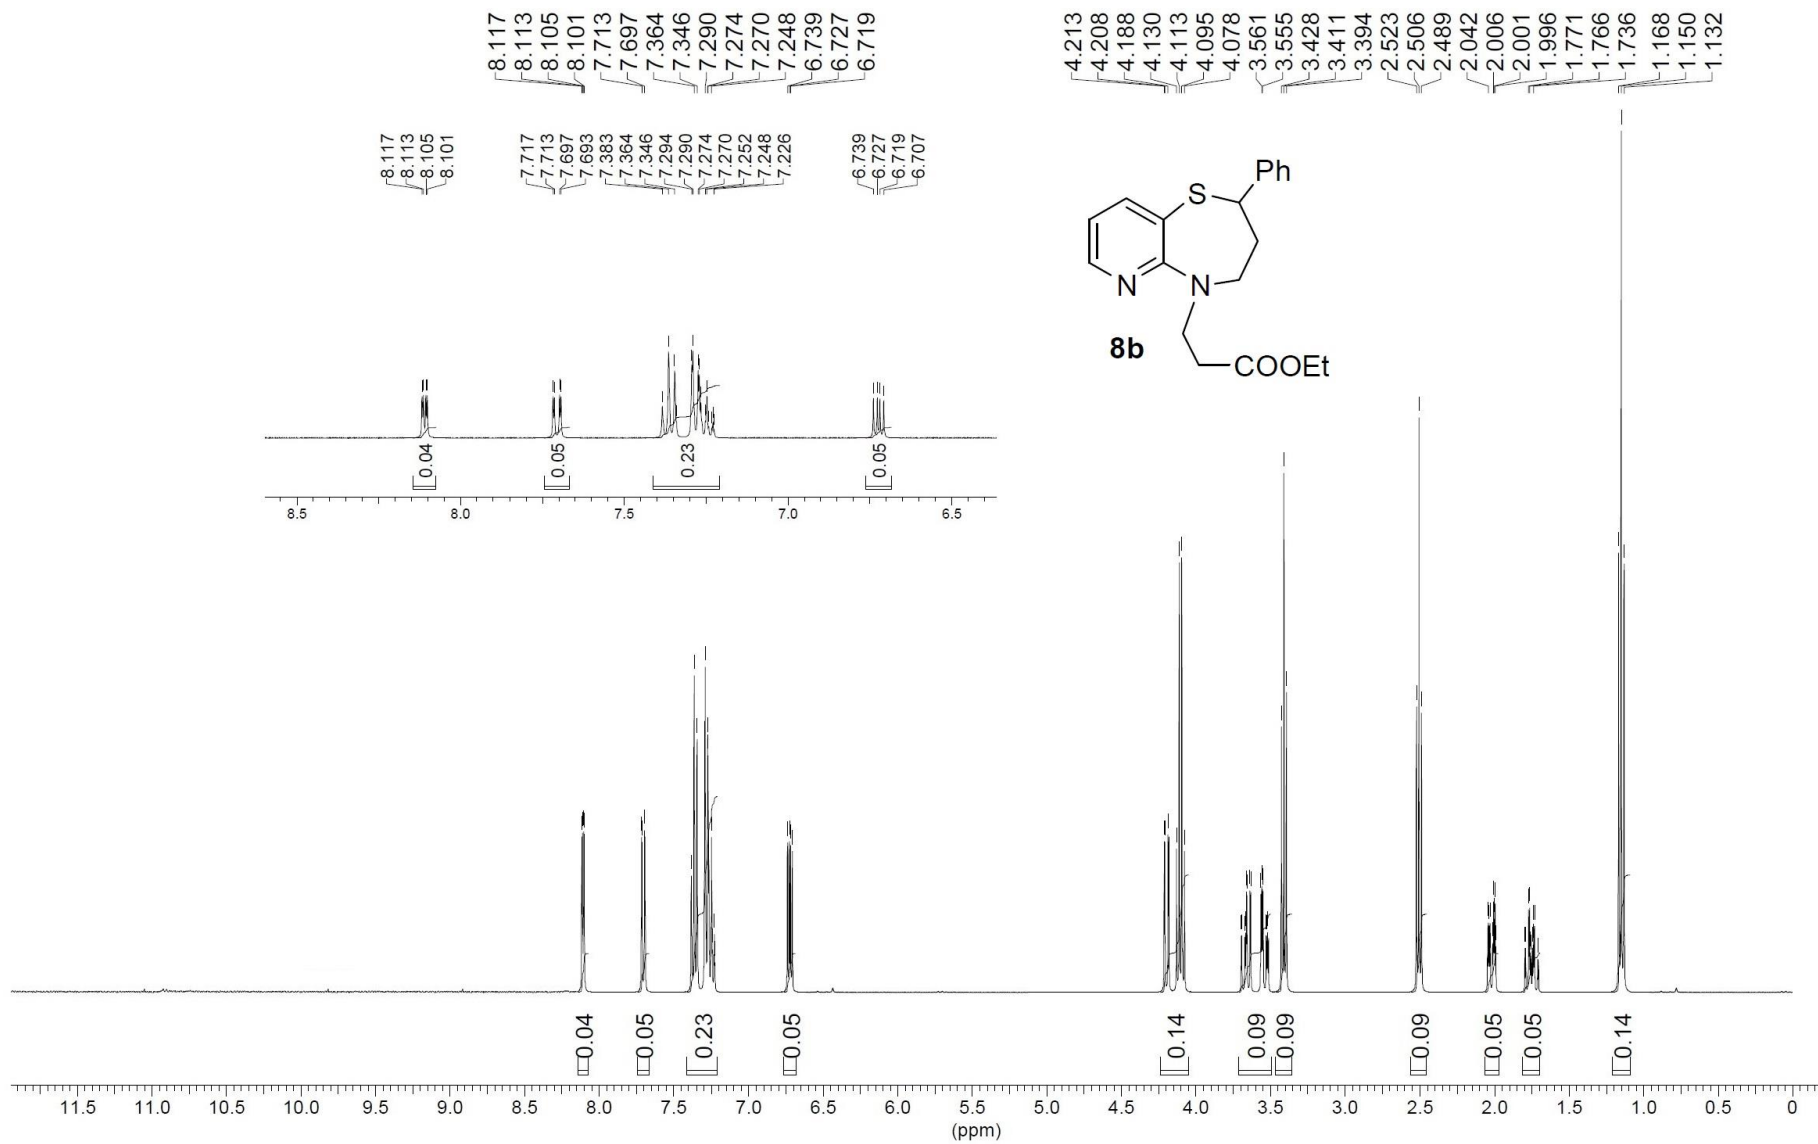 8.117 8.113 8.105 8.101 7.713 7.697 7.364 7.346 7.290 7.274 7.270 7.248 6.739 6.727 6.719
4.213 4.208 4.188 4.130 4.113 4.095 4.078 3.561 3.555 3.428 3.411 3.394 2.523 2.506 2.489 2.042 2.006 2.001 1.996 1.771 1.766 1.736 1.168 1.150 1.132
8.117 8.113 8.105 8.101
7.717 7.713 7.697 7.693 7.383 7.364 7.346 7.294 7.290 7.274 7.270 7.252 7.248 7.226
6.739 6.727 6.719 6.707
Ph
S
N
N
8b
COOEt
0.04 0.05 0.23 0.05
8.5 8.0 7.5 7.0 6.5
0.04 0.05 0.23 0.05 0.14 0.09 0.09 0.09 0.05 0.05 0.14
11.5 11.0 10.5 10.0 9.5 9.0 8.5 8.0 7.5 7.0 6.5 6.0 5.5 5.0 4.5 4.0 3.5 3.0 2.5 2.0 1.5 1.0 0.5 0
(ppm)